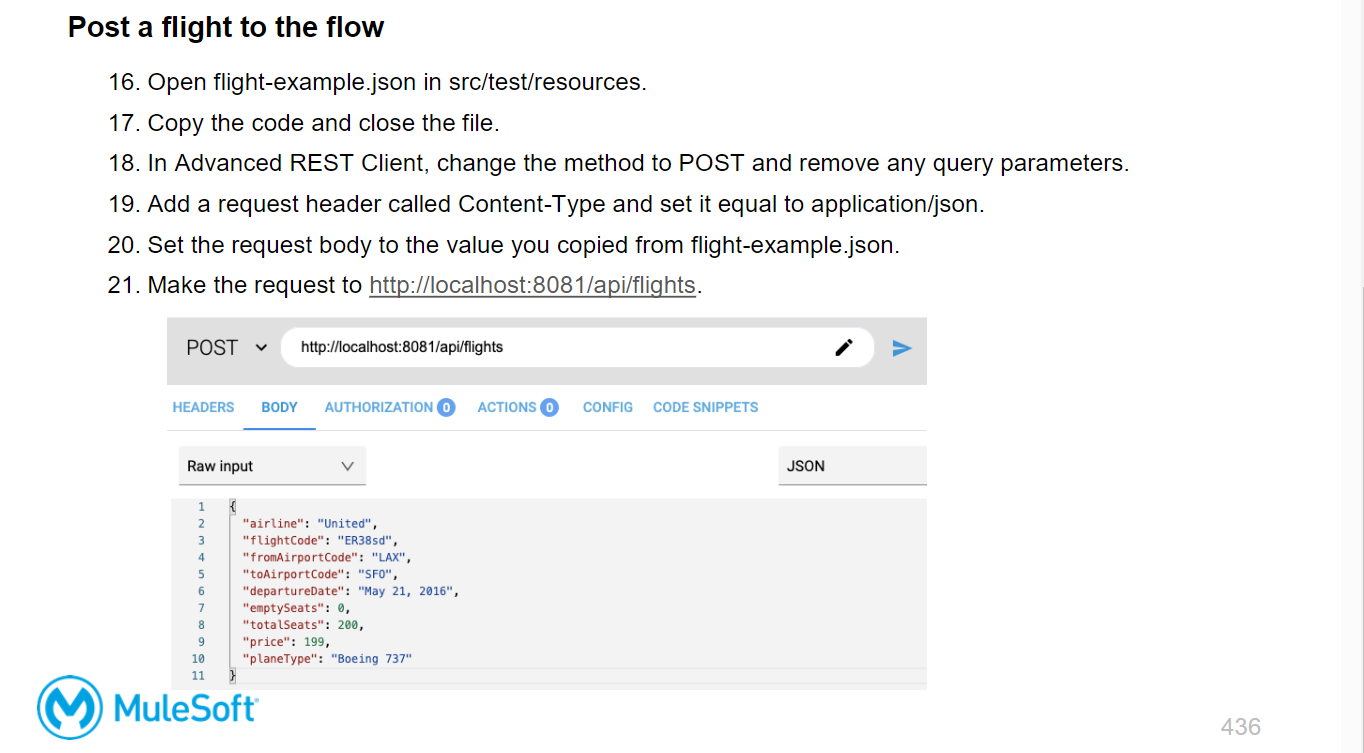 Post a flight to the flow
16. Open flight-example.json in src/test/resources.
17. Copy the code and close the file.
18. In Advanced REST Client, change the method to POST and remove any query parameters.
19. Add a request header called Content-Type and set it equal to application/json.
20. Set the request body to the value you copied from flight-example.json.
21. Make the request to http://localhost:8081/api/flights.
POST http://localhost:8081/api/flights
HEADERS BODY AUTHORIZATION 0 ACTIONS 0 CONFIG CODE SNIPPETS
Raw input JSON
1 {
2 "airline": "United",
3 "flightCode": "ER38sd",
4 "fromAirportCode": "LAX",
5 "toAirportCode": "SFO",
6 "departureDate": "May 21, 2016",
7 "emptySeats": 0,
8 "totalSeats": 200,
9 "price": 199,
10 "planeType": "Boeing 737"
11 }
MuleSoft
436